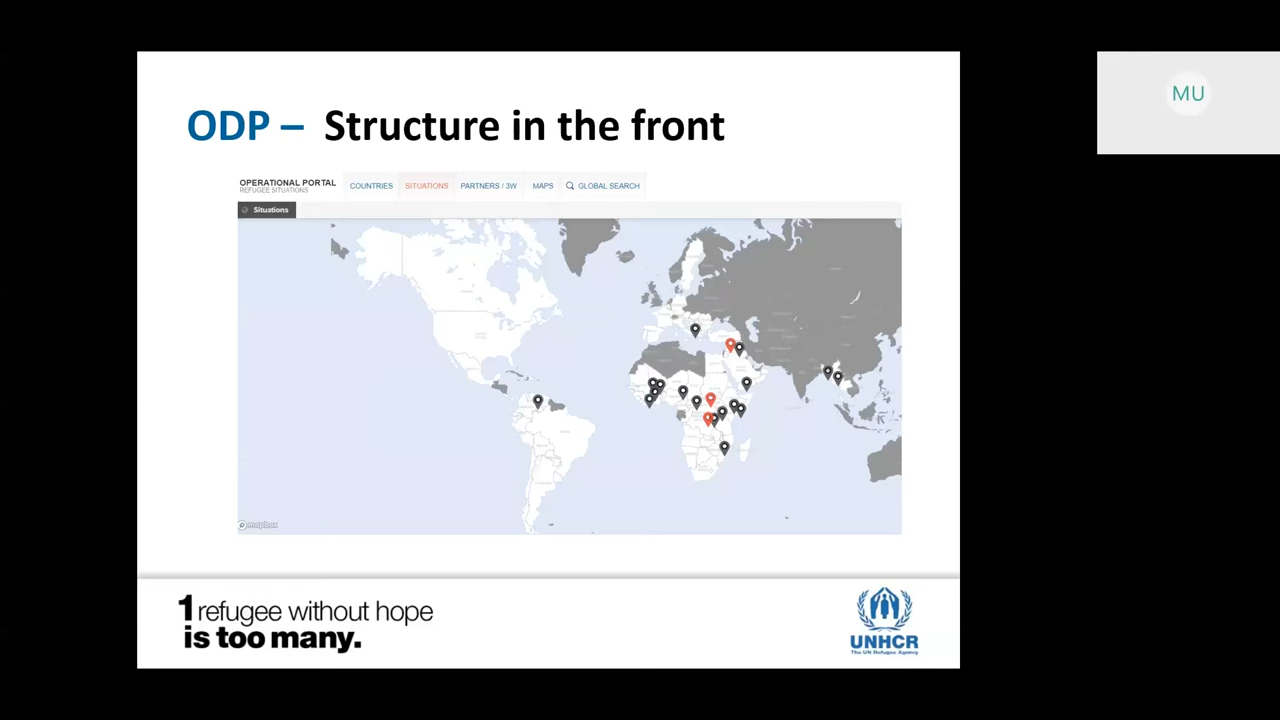 ODP – Structure in the front
MU
OPERATIONAL PORTAL
REFUGEE SITUATIONS
COUNTRIES
SITUATIONS
PARTNERS / 3W
MAPS
GLOBAL SEARCH
Situations
mapbox
1 refugee without hope
is too many.
UNHCR
The UN Refugee Agency